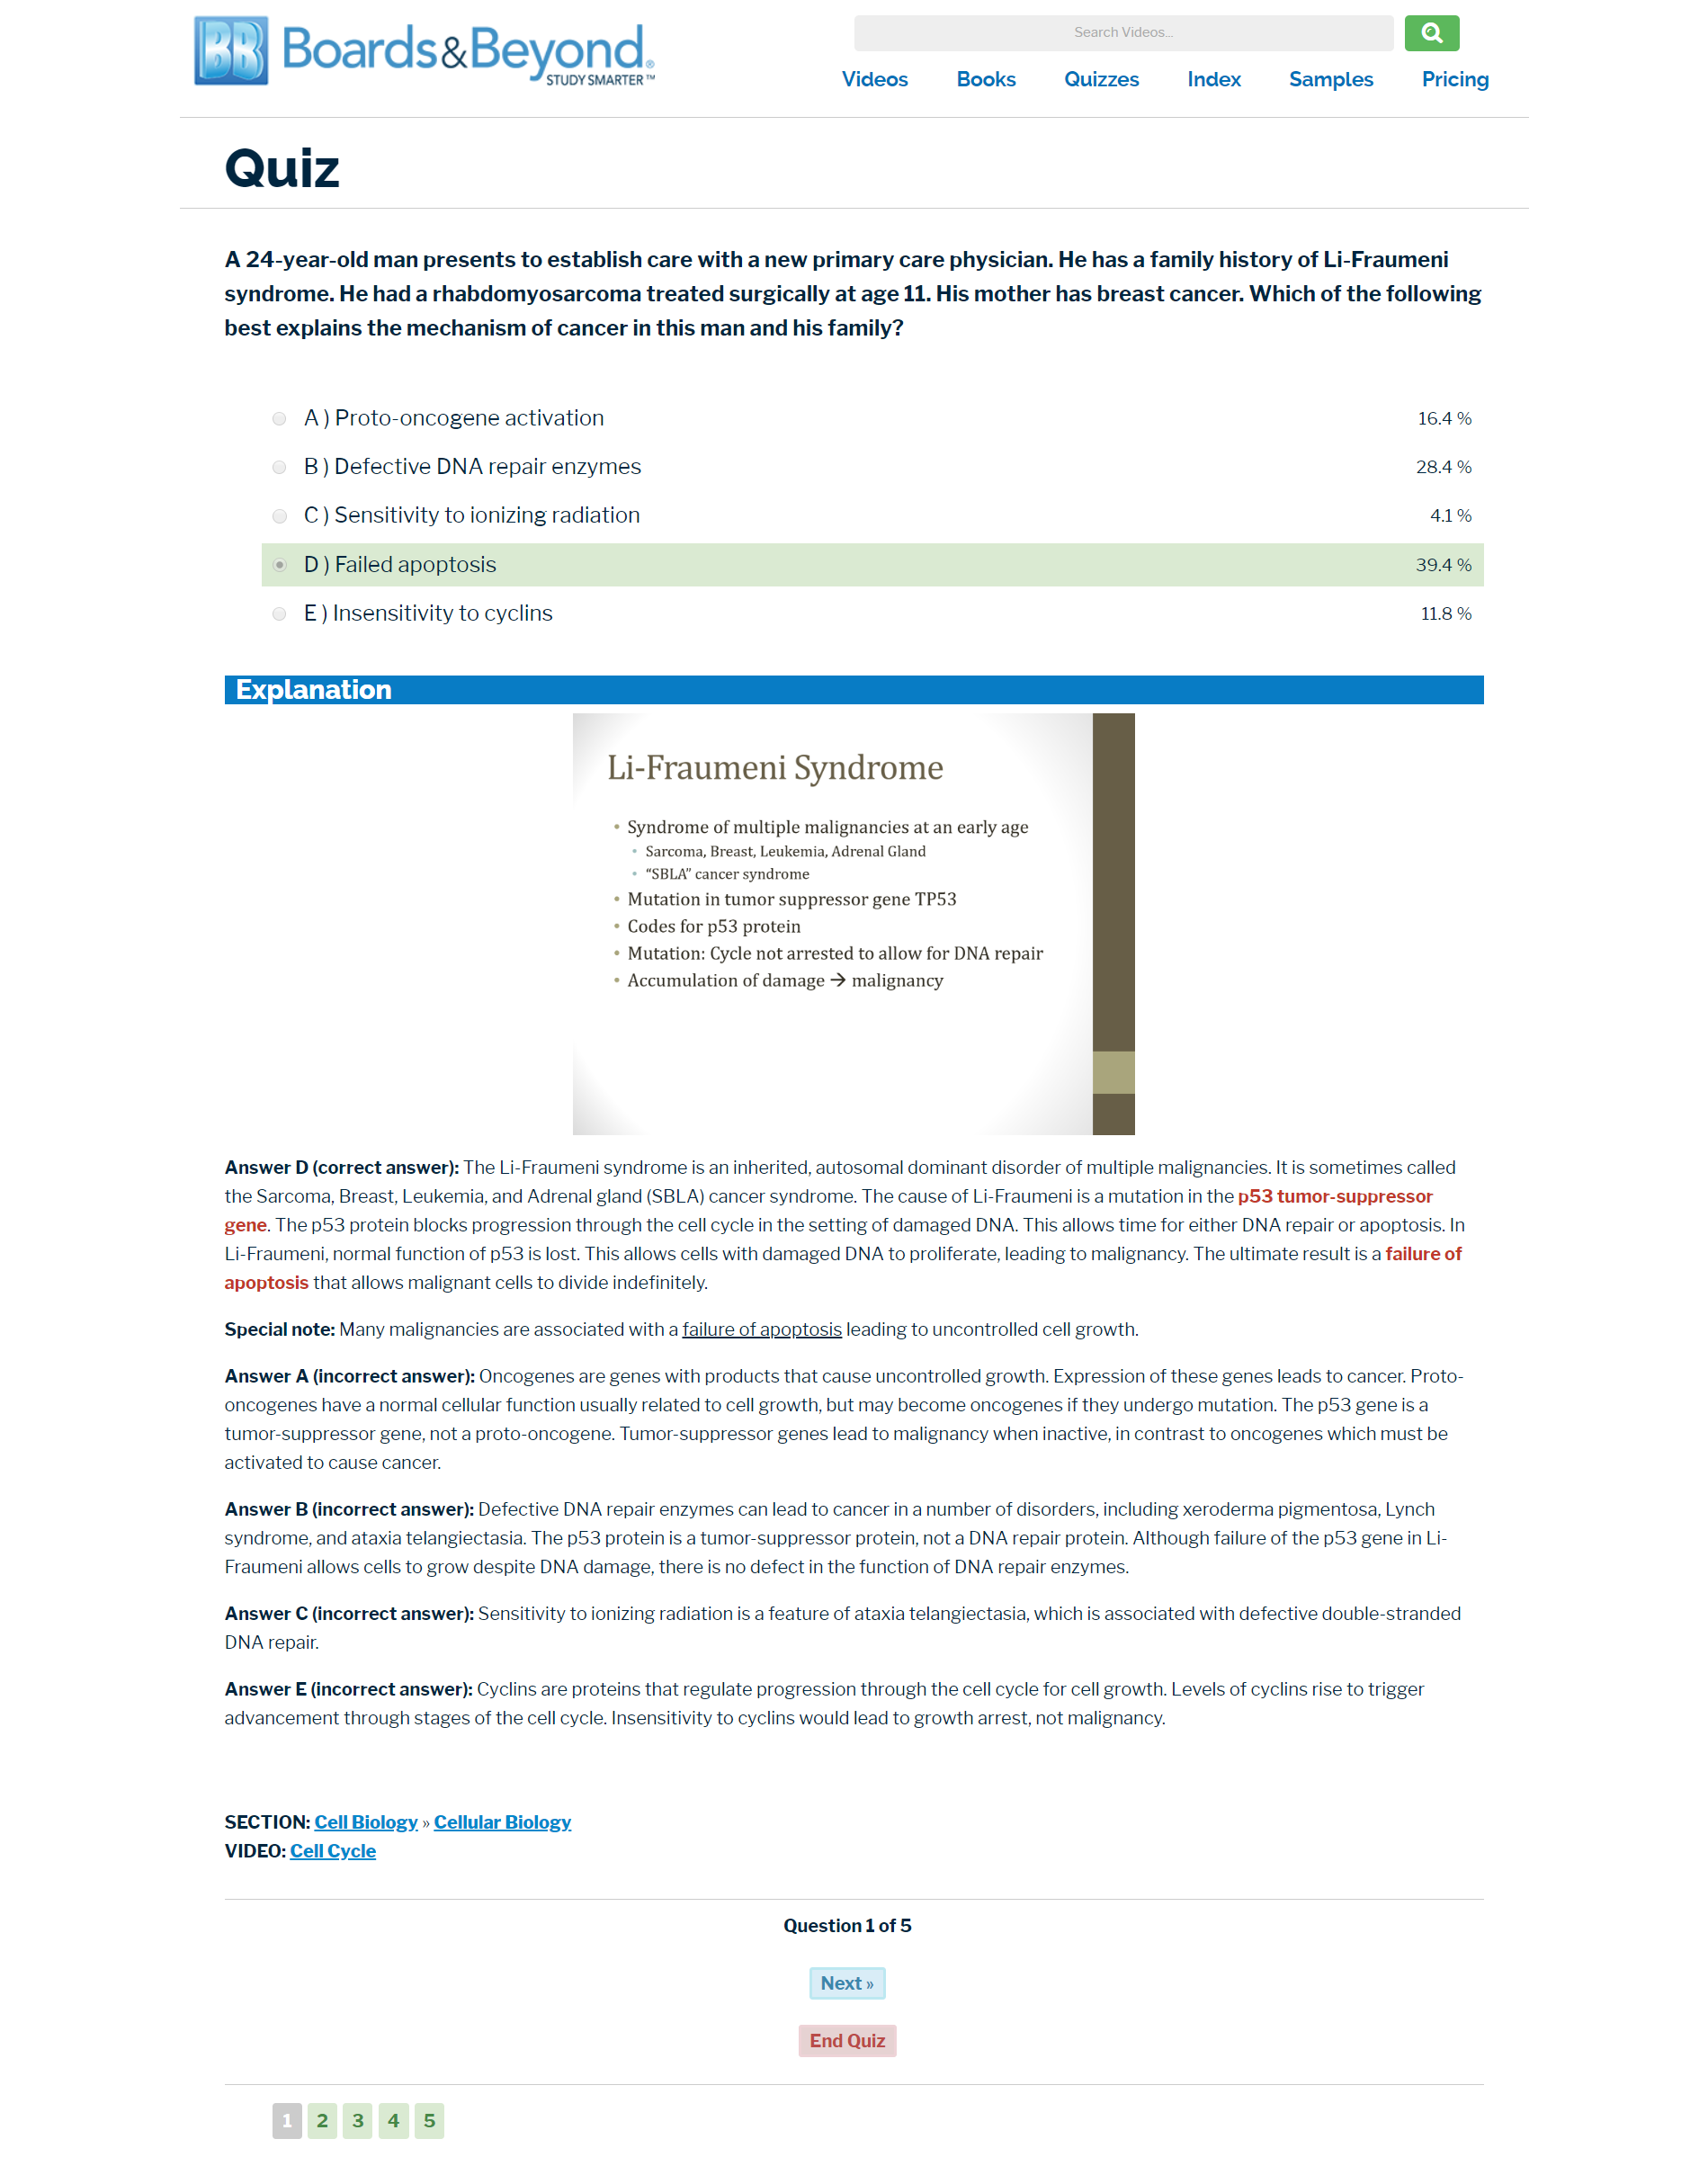 BB Boards&Beyond®
STUDY SMARTER™
Search Videos...
Videos Books Quizzes Index Samples Pricing
Quiz
A 24-year-old man presents to establish care with a new primary care physician. He has a family history of Li-Fraumeni
syndrome. He had a rhabdomyosarcoma treated surgically at age 11. His mother has breast cancer. Which of the following
best explains the mechanism of cancer in this man and his family?
A ) Proto-oncogene activation 16.4 %
B ) Defective DNA repair enzymes 28.4 %
C ) Sensitivity to ionizing radiation 4.1 %
D ) Failed apoptosis 39.4 %
E ) Insensitivity to cyclins 11.8 %
Explanation
Li-Fraumeni Syndrome
• Syndrome of multiple malignancies at an early age
• Sarcoma, Breast, Leukemia, Adrenal Gland
• “SBLA” cancer syndrome
• Mutation in tumor suppressor gene TP53
• Codes for p53 protein
• Mutation: Cycle not arrested to allow for DNA repair
• Accumulation of damage → malignancy
Answer D (correct answer): The Li-Fraumeni syndrome is an inherited, autosomal dominant disorder of multiple malignancies. It is sometimes called
the Sarcoma, Breast, Leukemia, and Adrenal gland (SBLA) cancer syndrome. The cause of Li-Fraumeni is a mutation in the p53 tumor-suppressor
gene. The p53 protein blocks progression through the cell cycle in the setting of damaged DNA. This allows time for either DNA repair or apoptosis. In
Li-Fraumeni, normal function of p53 is lost. This allows cells with damaged DNA to proliferate, leading to malignancy. The ultimate result is a failure of
apoptosis that allows malignant cells to divide indefinitely.
Special note: Many malignancies are associated with a failure of apoptosis leading to uncontrolled cell growth.
Answer A (incorrect answer): Oncogenes are genes with products that cause uncontrolled growth. Expression of these genes leads to cancer. Proto-
oncogenes have a normal cellular function usually related to cell growth, but may become oncogenes if they undergo mutation. The p53 gene is a
tumor-suppressor gene, not a proto-oncogene. Tumor-suppressor genes lead to malignancy when inactive, in contrast to oncogenes which must be
activated to cause cancer.
Answer B (incorrect answer): Defective DNA repair enzymes can lead to cancer in a number of disorders, including xeroderma pigmentosa, Lynch
syndrome, and ataxia telangiectasia. The p53 protein is a tumor-suppressor protein, not a DNA repair protein. Although failure of the p53 gene in Li-
Fraumeni allows cells to grow despite DNA damage, there is no defect in the function of DNA repair enzymes.
Answer C (incorrect answer): Sensitivity to ionizing radiation is a feature of ataxia telangiectasia, which is associated with defective double-stranded
DNA repair.
Answer E (incorrect answer): Cyclins are proteins that regulate progression through the cell cycle for cell growth. Levels of cyclins rise to trigger
advancement through stages of the cell cycle. Insensitivity to cyclins would lead to growth arrest, not malignancy.
SECTION: Cell Biology » Cellular Biology
VIDEO: Cell Cycle
Question 1 of 5
Next »
End Quiz
1 2 3 4 5